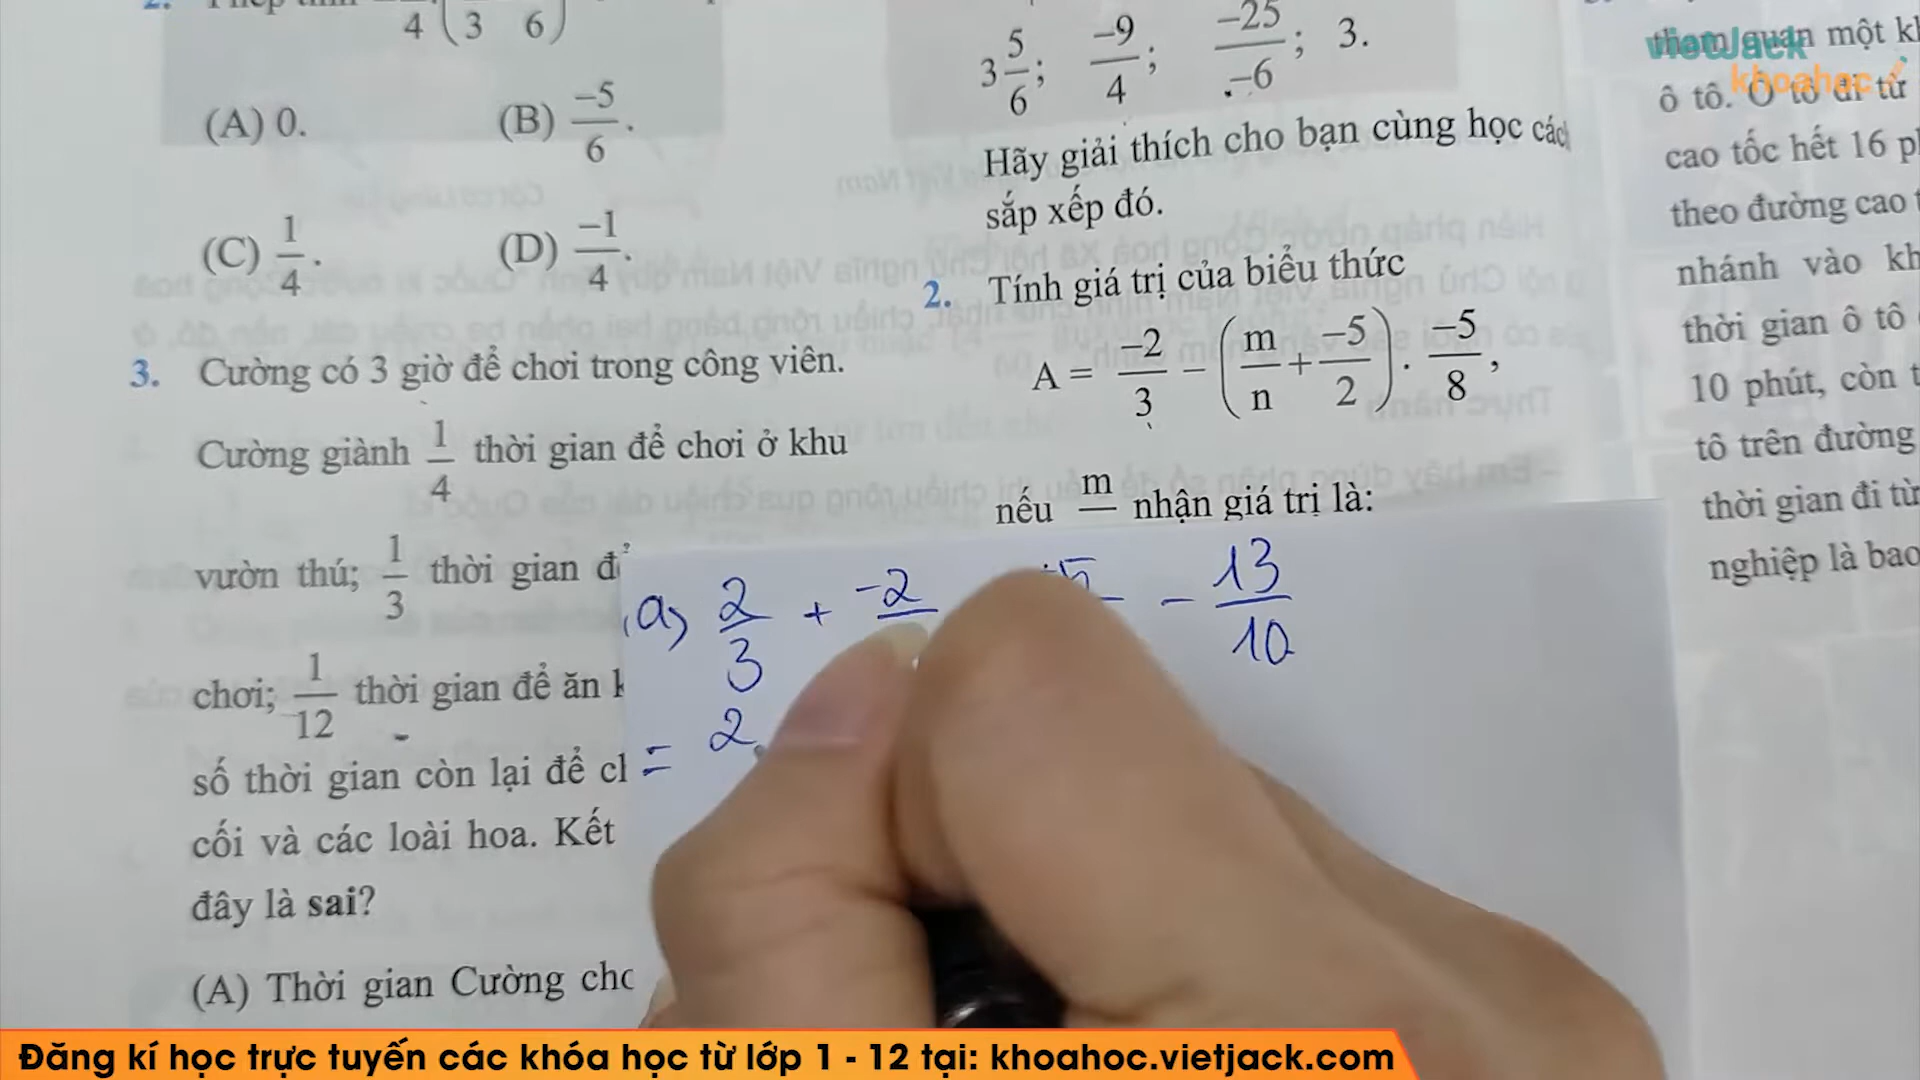 4 ( 3 6 )
(A) 0. (B) -5/6.
(C) 1/4. (D) -1/4.
3. Cường có 3 giờ để chơi trong công viên.
Cường giành 1/4 thời gian để chơi ở khu
vườn thú; 1/3 thời gian để
chơi; 1/12 thời gian để ăn k
số thời gian còn lại để ch
cối và các loài hoa. Kết
đây là sai?
(A) Thời gian Cường chơ
3 5/6; -9/4; -25/-6; 3.
Hãy giải thích cho bạn cùng học các
sắp xếp đó.
2. Tính giá trị của biểu thức
A = -2/3 - (m/n + -5/2) . -5/8,
nếu m nhận giá trị là:
a) 2/3 + -2 - 13/10
= 2
một
ô tô. Ô tô đi từ
cao tốc hết 16
theo đường cao
nhánh vào
thời gian ô tô
10 phút, còn
tô trên đường
thời gian đi từ
nghiệp là bao
vietJack
khoahoc
Đăng kí học trực tuyến các khóa học từ lớp 1 - 12 tại: khoahoc.vietjack.com